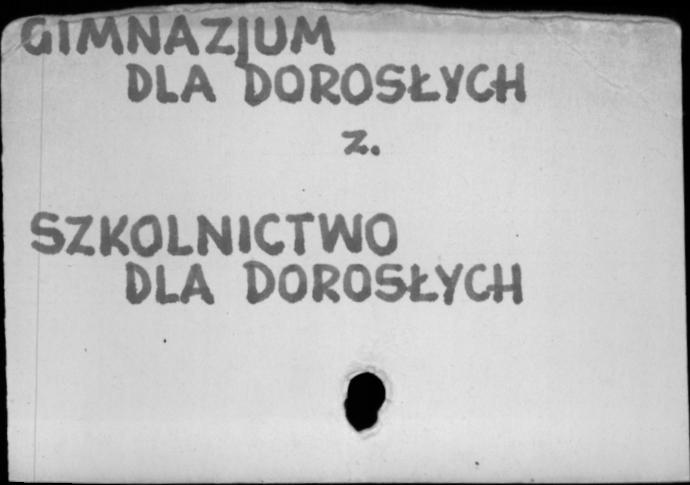 GIMNAZJUM
DLA DOROSŁYCH
z.
SZKOLNICTWO
DLA DOROSŁYCH